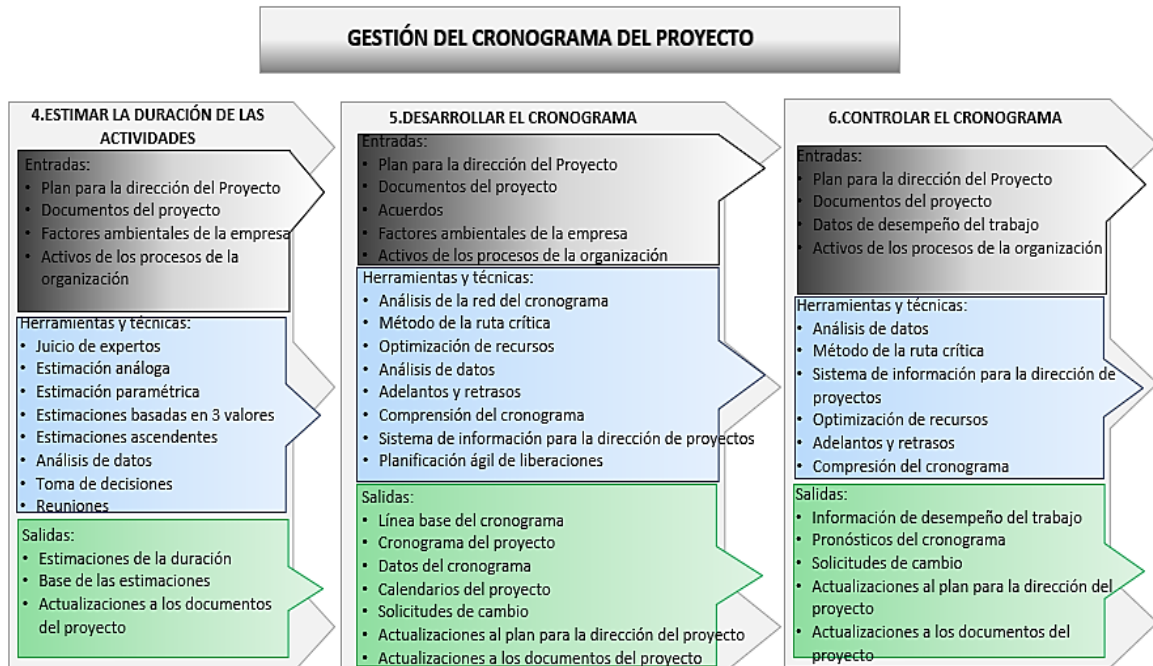 GESTIÓN DEL CRONOGRAMA DEL PROYECTO
4.ESTIMAR LA DURACIÓN DE LAS
ACTIVIDADES
Entradas:
• Plan para la dirección del Proyecto
• Documentos del proyecto
• Factores ambientales de la empresa
• Activos de los procesos de la
organización
Herramientas y técnicas:
• Juicio de expertos
• Estimación análoga
• Estimación paramétrica
• Estimaciones basadas en 3 valores
• Estimaciones ascendentes
• Análisis de datos
• Toma de decisiones
• Reuniones
Salidas:
• Estimaciones de la duración
• Base de las estimaciones
• Actualizaciones a los documentos
del proyecto
5.DESARROLLAR EL CRONOGRAMA
Entradas:
• Plan para la dirección del Proyecto
• Documentos del proyecto
• Acuerdos
• Factores ambientales de la empresa
• Activos de los procesos de la organización
Herramientas y técnicas:
• Análisis de la red del cronograma
• Método de la ruta crítica
• Optimización de recursos
• Análisis de datos
• Adelantos y retrasos
• Comprensión del cronograma
• Sistema de información para la dirección de proyectos
• Planificación ágil de liberaciones
Salidas:
• Línea base del cronograma
• Cronograma del proyecto
• Datos del cronograma
• Calendarios del proyecto
• Solicitudes de cambio
• Actualizaciones al plan para la dirección del proyecto
• Actualizaciones a los documentos del proyecto
6.CONTROLAR EL CRONOGRAMA
Entradas:
• Plan para la dirección del Proyecto
• Documentos del proyecto
• Datos de desempeño del trabajo
• Activos de los procesos de la organización
Herramientas y técnicas:
• Análisis de datos
• Método de la ruta crítica
• Sistema de información para la dirección de
proyectos
• Optimización de recursos
• Adelantos y retrasos
• Compresión del cronograma
Salidas:
• Información de desempeño del trabajo
• Pronósticos del cronograma
• Solicitudes de cambio
• Actualizaciones al plan para la dirección del
proyecto
• Actualizaciones a los documentos del
proyecto